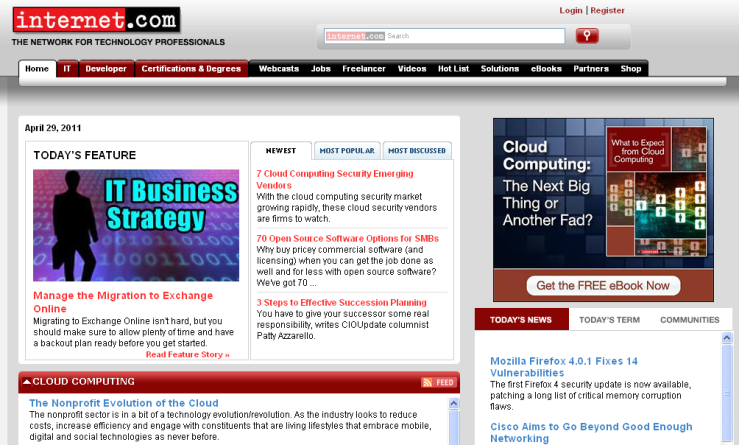 internet.com
THE NETWORK FOR TECHNOLOGY PROFESSIONALS
Login | Register
internet.com Search
Home IT Developer Certifications & Degrees Webcasts Jobs Freelancer Videos Hot List Solutions eBooks Partners Shop
April 29, 2011
TODAY'S FEATURE
IT Business
Strategy
Manage the Migration to Exchange
Online
Migrating to Exchange Online isn't hard, but you
should make sure to allow plenty of time and have
a backout plan ready before you get started.
Read Feature Story »
NEWEST MOST POPULAR MOST DISCUSSED
7 Cloud Computing Security Emerging
Vendors
With the cloud computing security market
growing rapidly, these cloud security vendors
are firms to watch.
70 Open Source Software Options for SMBs
Why buy pricey commercial software (and
licensing) when you can get the job done as
well and for less with open source software?
We've got 70 ...
3 Steps to Effective Succession Planning
You have to give your successor some real
responsibility, writes CIOUpdate columnist
Patty Azzarello.
CLOUD COMPUTING
FEED
The Nonprofit Evolution of the Cloud
The nonprofit sector is in a bit of a technology evolution/revolution. As the industry looks to reduce
costs, increase efficiency and engage with constituents that are living lifestyles that embrace mobile,
digital and social technologies as never before.
Cloud
Computing:
The Next Big
Thing or
Another Fad?
What to Expect
from Cloud
Computing
Get the FREE eBook Now
TODAY'S NEWS TODAY'S TERM COMMUNITIES
Mozilla Firefox 4.0.1 Fixes 14
Vulnerabilities
The first Firefox 4 security update is now available,
patching a long list of critical memory corruption
flaws.
Cisco Aims to Go Beyond Good Enough
Networking